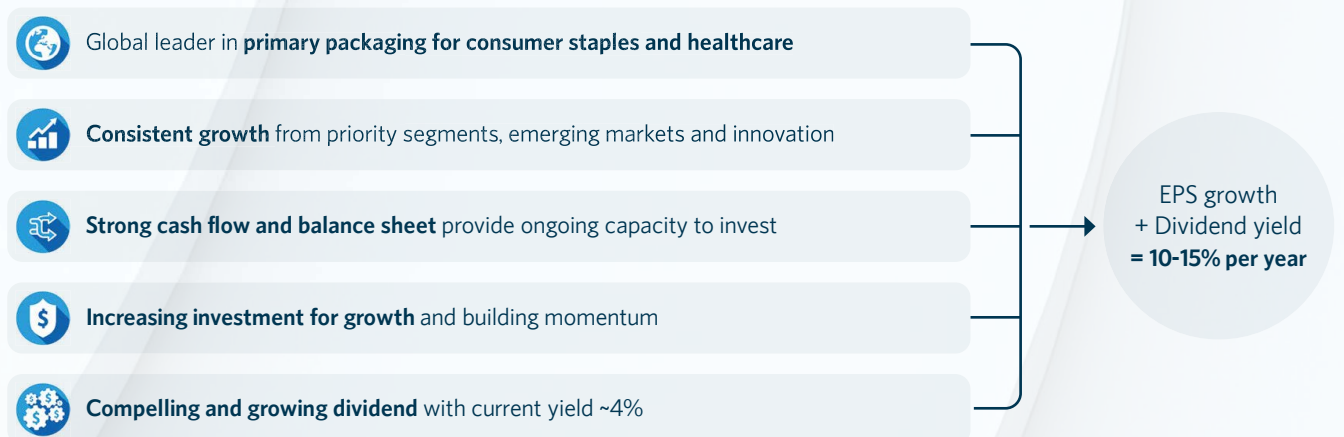 Global leader in primary packaging for consumer staples and healthcare
Consistent growth from priority segments, emerging markets and innovation
Strong cash flow and balance sheet provide ongoing capacity to invest
Increasing investment for growth and building momentum
Compelling and growing dividend with current yield ~4%
EPS growth
+ Dividend yield
= 10-15% per year